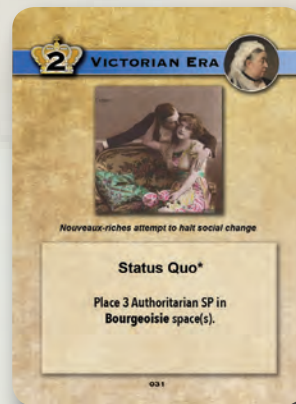 2 VICTORIAN ERA
Nouveaux-riches attempt to halt social change
Status Quo*
Place 3 Authoritarian SP in
Bourgeoisie space(s).
031